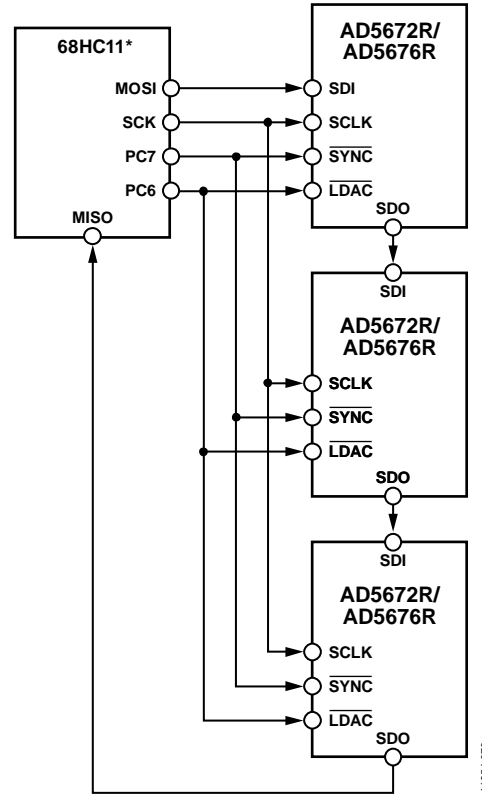 68HC11*
MOSI
SCK
PC7
PC6
MISO
AD5672R/
AD5676R
SDI
SCLK
SYNC
LDAC
SDO
SDI
AD5672R/
AD5676R
SCLK
SYNC
LDAC
SDO
SDI
AD5672R/
AD5676R
SCLK
SYNC
LDAC
SDO